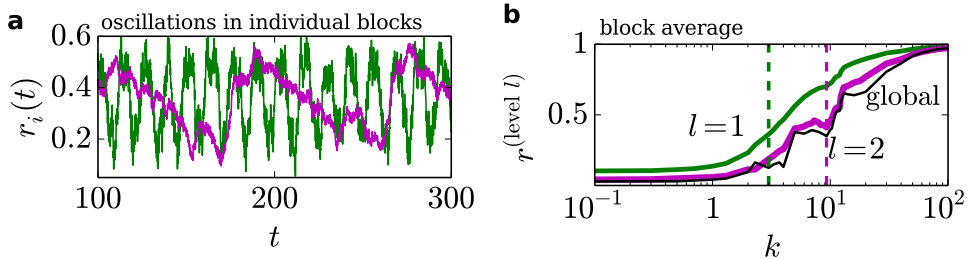 a
oscillations in individual blocks
0.6
0.4
0.2
r_i(t)
100
200
300
t
b
block average
1
0.5
r^(level l)
l=1
l=2
global
10^-1
1
10^1
10^2
k